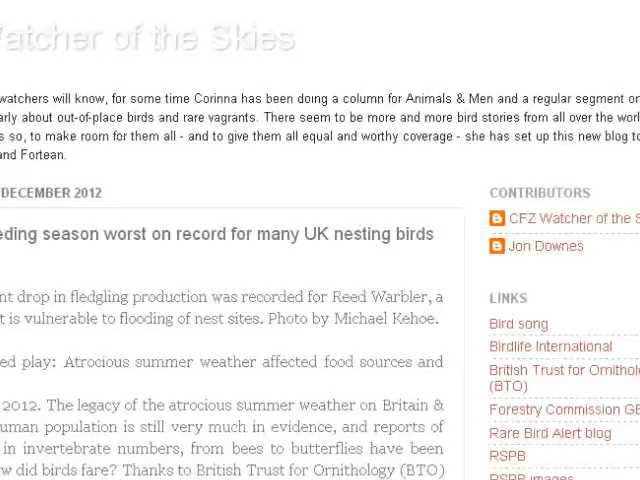 Watcher of the Skies
watchers will know, for some time Corinna has been doing a column for Animals & Men and a regular segment on
arly about out-of-place birds and rare vagrants. There seem to be more and more bird stories from all over the worl
s so, to make room for them all - and to give them all equal and worthy coverage - she has set up this new blog to
and Fortean.
DECEMBER 2012
eding season worst on record for many UK nesting birds
nt drop in fledgling production was recorded for Reed Warbler, a
t is vulnerable to flooding of nest sites. Photo by Michael Kehoe.
ed play: Atrocious summer weather affected food sources and
2012. The legacy of the atrocious summer weather on Britain &
uman population is still very much in evidence, and reports of
in invertebrate numbers, from bees to butterflies have been
w did birds fare? Thanks to British Trust for Ornithology (BTO)
CONTRIBUTORS
CFZ Watcher of the S
Jon Downes
LINKS
Bird song
Birdlife International
British Trust for Ornitholo
(BTO)
Forestry Commission GB
Rare Bird Alert blog
RSPB
RSPB images